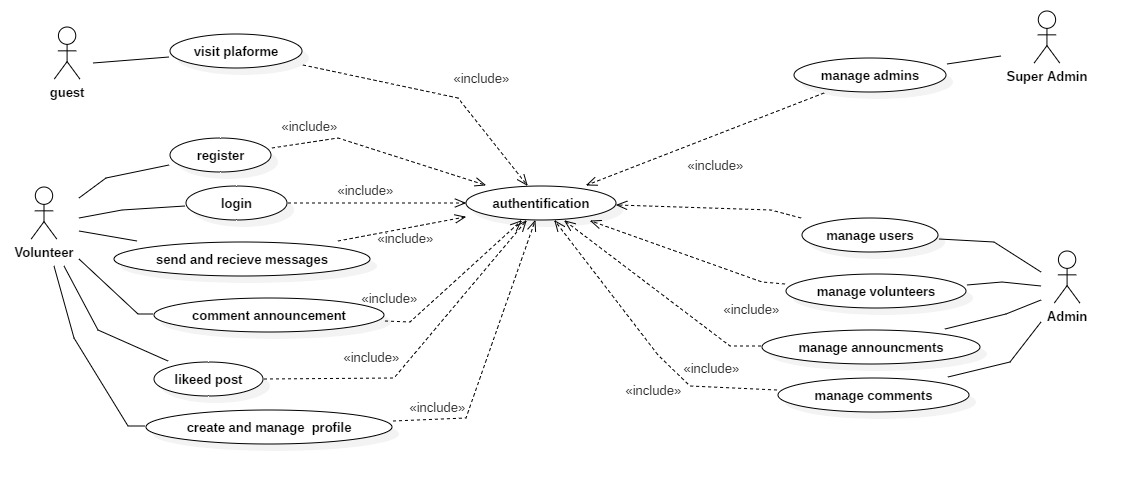 visit plaforme
guest
«include»
manage admins
Super Admin
«include»
register
«include»
«include»
login
authentification
Volunteer
«include»
send and recieve messages
manage users
«include»
comment announcement
manage volunteers
«include»
Admin
«include»
likeed post
manage announcments
«include»
«include»
manage comments
«include»
create and manage  profile